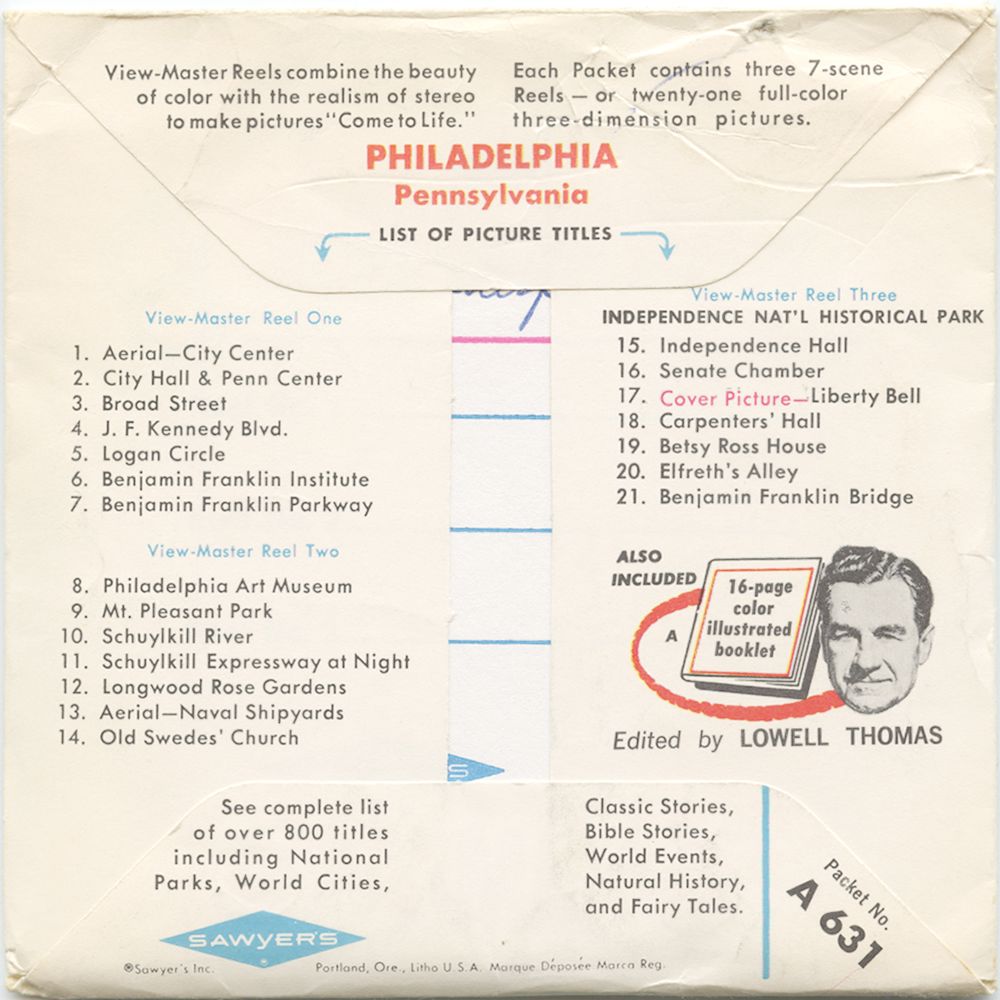 View-Master Reels combine the beauty
of color with the realism of stereo
to make pictures "Come to Life."
Each Packet contains three 7-scene
Reels — or twenty-one full-color
three-dimension pictures.
PHILADELPHIA
Pennsylvania
LIST OF PICTURE TITLES
View-Master Reel One
1. Aerial—City Center
2. City Hall & Penn Center
3. Broad Street
4. J. F. Kennedy Blvd.
5. Logan Circle
6. Benjamin Franklin Institute
7. Benjamin Franklin Parkway
View-Master Reel Two
8. Philadelphia Art Museum
9. Mt. Pleasant Park
10. Schuylkill River
11. Schuylkill Expressway at Night
12. Longwood Rose Gardens
13. Aerial—Naval Shipyards
14. Old Swedes' Church
View-Master Reel Three
INDEPENDENCE NAT'L HISTORICAL PARK
15. Independence Hall
16. Senate Chamber
17. Cover Picture—Liberty Bell
18. Carpenters' Hall
19. Betsy Ross House
20. Elfreth's Alley
21. Benjamin Franklin Bridge
ALSO
INCLUDED
A
16-page
color
illustrated
booklet
Edited by LOWELL THOMAS
See complete list
of over 800 titles
including National
Parks, World Cities,
Classic Stories,
Bible Stories,
World Events,
Natural History,
and Fairy Tales.
Packet No.
A 631
SAWYER'S
®Sawyer's Inc.
Portland, Ore., Litho U.S.A. Marque Déposée Marca Reg.